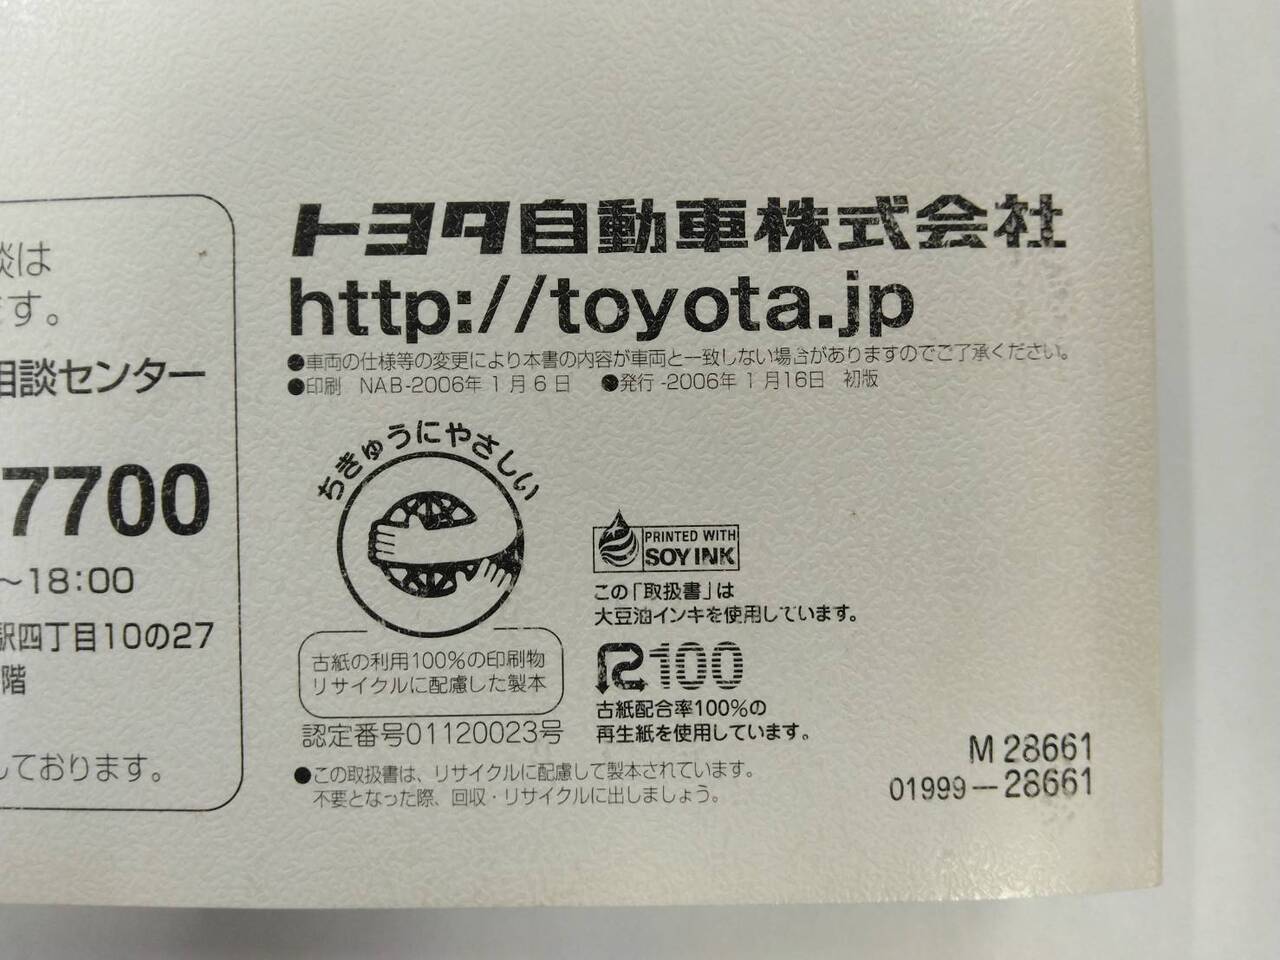 談は
ます。
相談センター
7700
～18:00
駅四丁目10の27
階
しております。
トヨタ自動車株式会社
http://toyota.jp
●車両の仕様等の変更により本書の内容が車両と一致しない場合がありますのでご了承ください。
●印刷 NAB-2006年1月6日 ●発行-2006年1月16日 初版
ちきゅうにやさしい
古紙の利用100%の印刷物
リサイクルに配慮した製本
認定番号01120023号
PRINTED WITH
SOY INK
この「取扱書」は
大豆油インキを使用しています。
R100
古紙配合率100%の
再生紙を使用しています。
●この取扱書は、リサイクルに配慮して製本されています。
不要となった際、回収・リサイクルに出しましょう。
M 28661
01999-28661